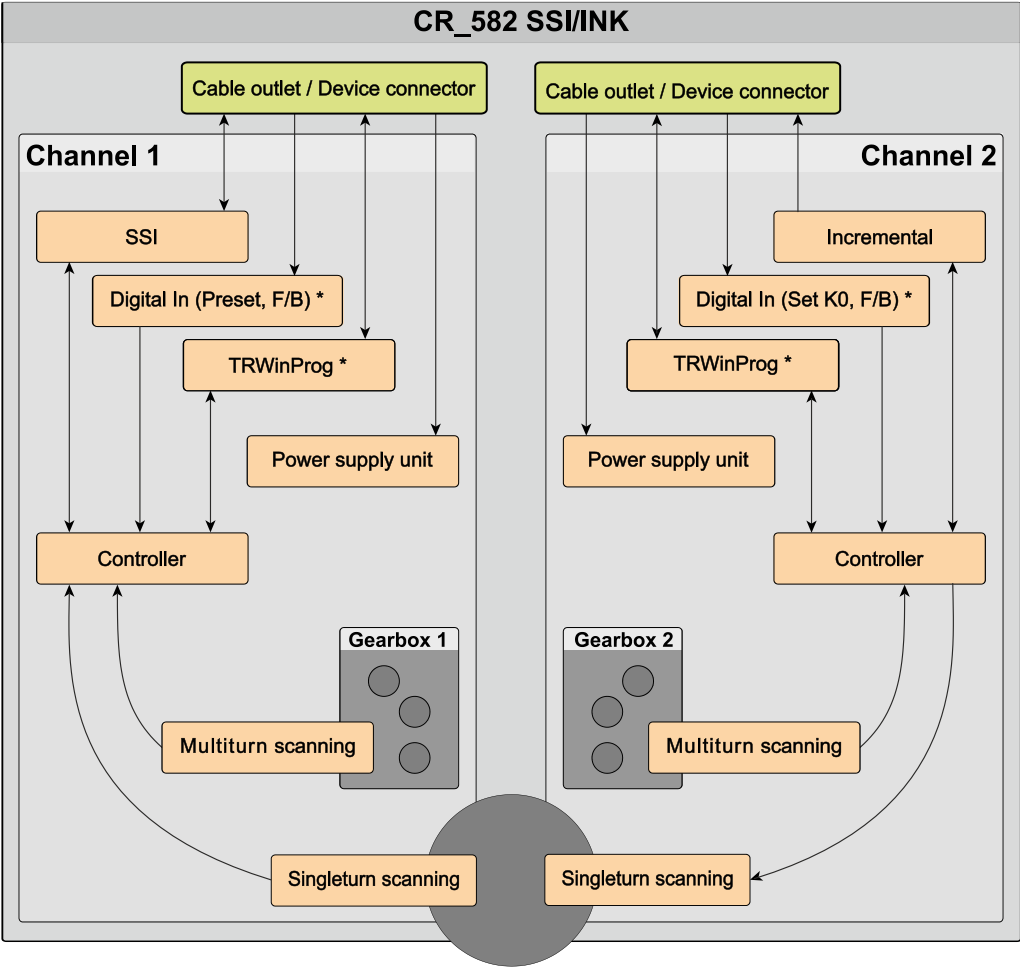 CR_582 SSI/INK
Cable outlet / Device connector
Cable outlet / Device connector
Channel 1
Channel 2
SSI
Incremental
Digital In (Preset, F/B) *
Digital In (Set K0, F/B) *
TRWinProg *
TRWinProg *
Power supply unit
Power supply unit
Controller
Controller
Gearbox 1
Gearbox 2
Multiturn scanning
Multiturn scanning
Singleturn scanning
Singleturn scanning